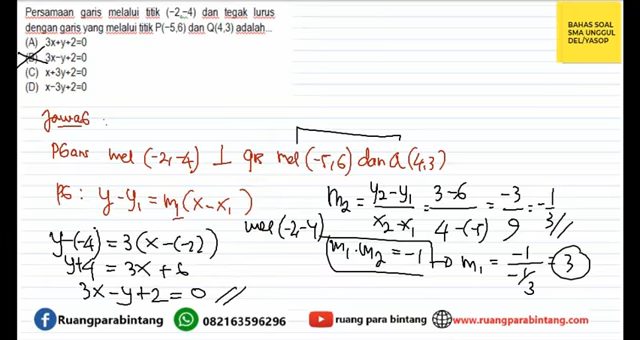 Persamaan garis melalui titik (-2,-4) dan tegak lurus
dengan garis yang melalui titik P(-5,6) dan Q(4,3) adalah...
(A) 3x+y+2=0
(B) 3x-y+2=0
(C) x+3y+2=0
(D) x-3y+2=0
BAHAS SOAL
SMA UNGGUL
DEL/YASOP
Jawab :
PGaris mel (-2,-4) ⊥ grs mel (-5,6) dan Q(4,3)
PG: y-y₁ = m₁(x-x₁)
mel (-2,-4)
y-(-4) = 3(x-(-2))
y+4 = 3x + 6
3x-y+2 = 0 //
m₂ = y₂-y₁/x₂-x₁ = 3-6/4-(-5) = -3/9 = -1/3 //
m₁.m₂ = -1 → m₁ = -1/-1/3 = 3
Ruangparabintang
082163596296
ruang para bintang
www.ruangparabintang.com